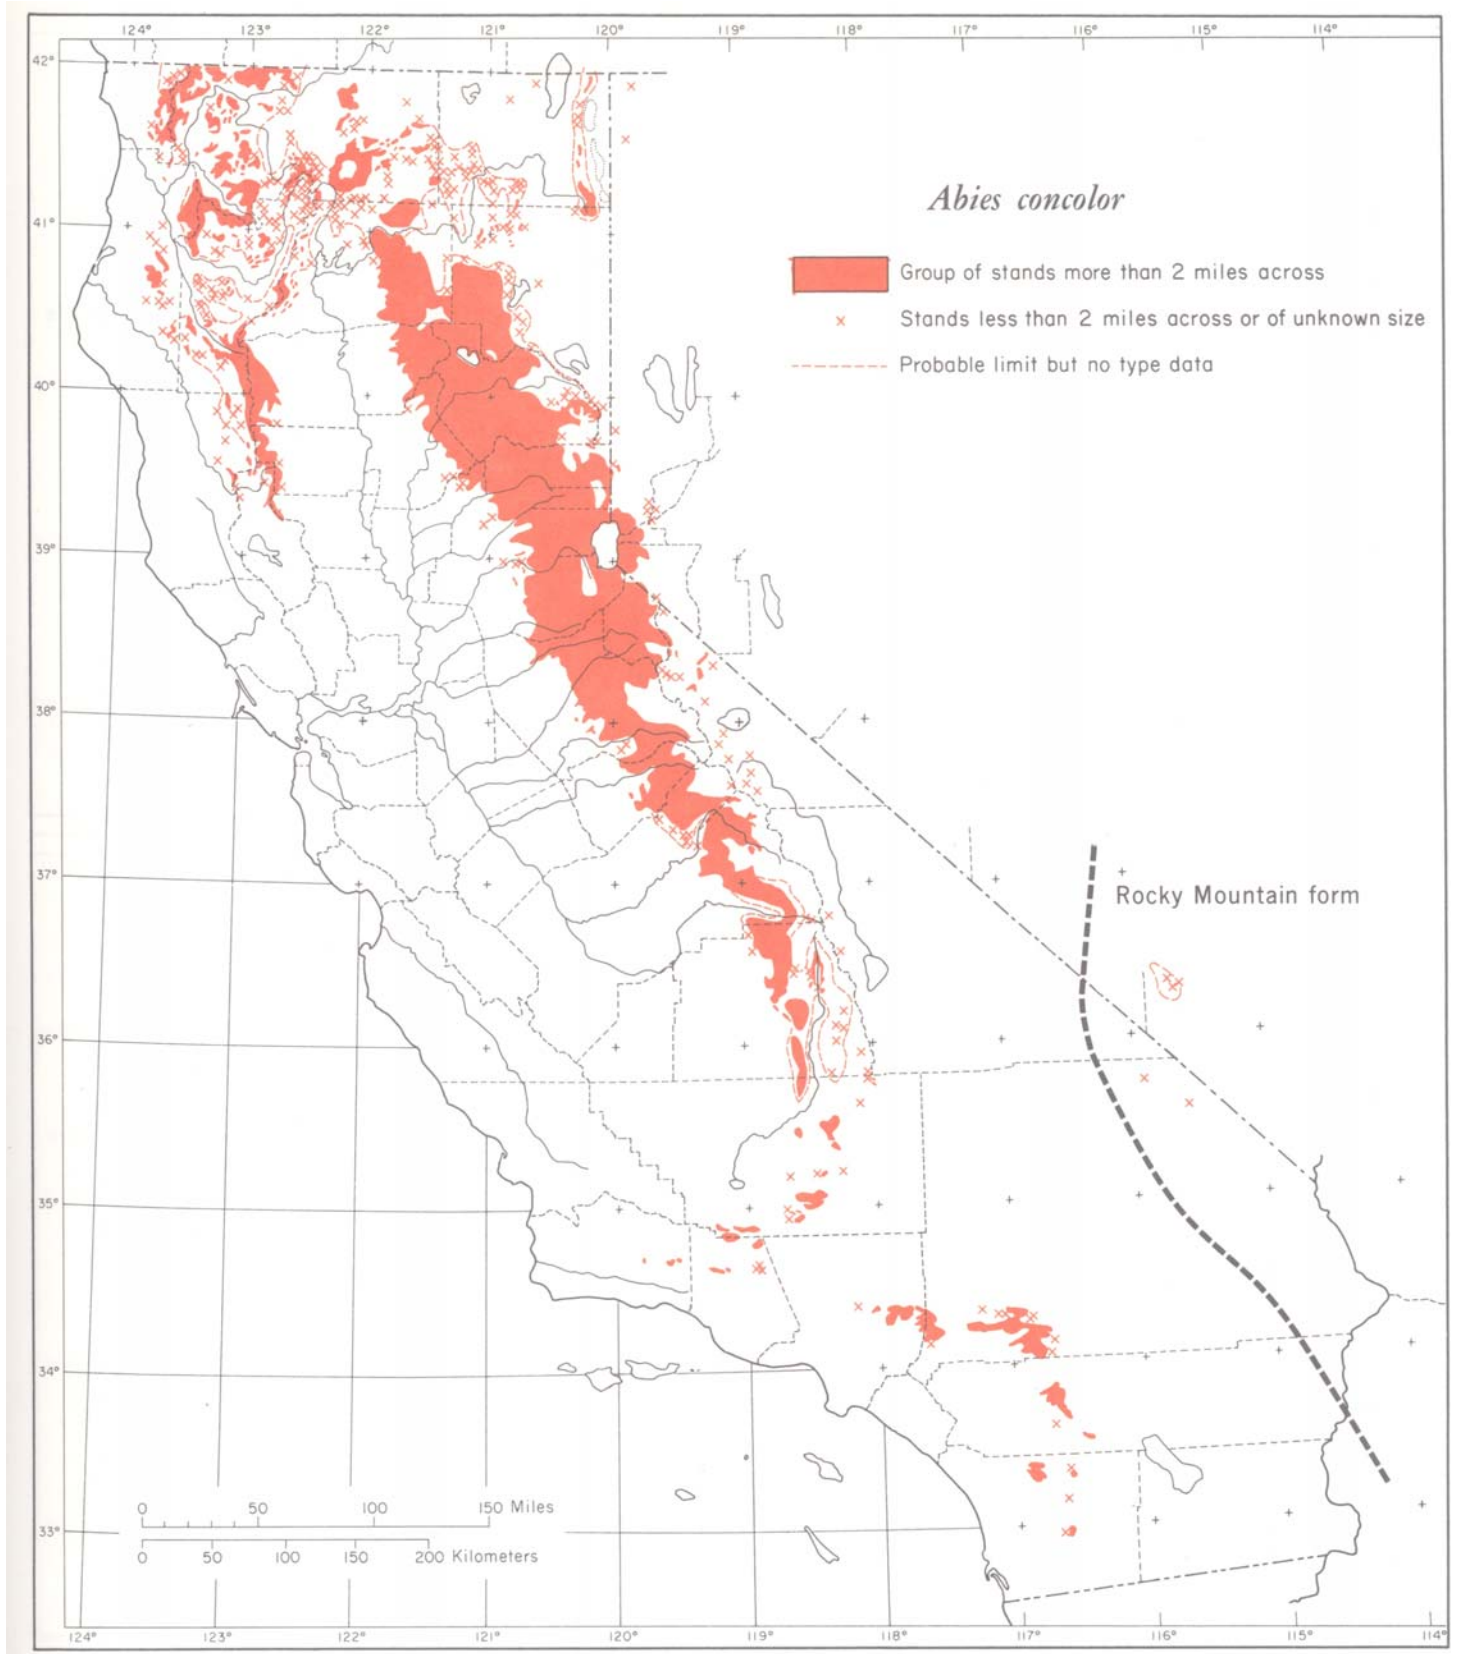 124° 123° 122° 121° 120° 119° 118° 117° 116° 115° 114°
42°
41°
Abies concolor
Group of stands more than 2 miles across
Stands less than 2 miles across or of unknown size
Probable limit but no type data
40°
39°
38°
37°
Rocky Mountain form
36°
35°
34°
0 50 100 150 Miles
33°
0 50 100 150 200 Kilometers
124° 123° 122° 121° 120° 119° 118° 117° 116° 115° 114°